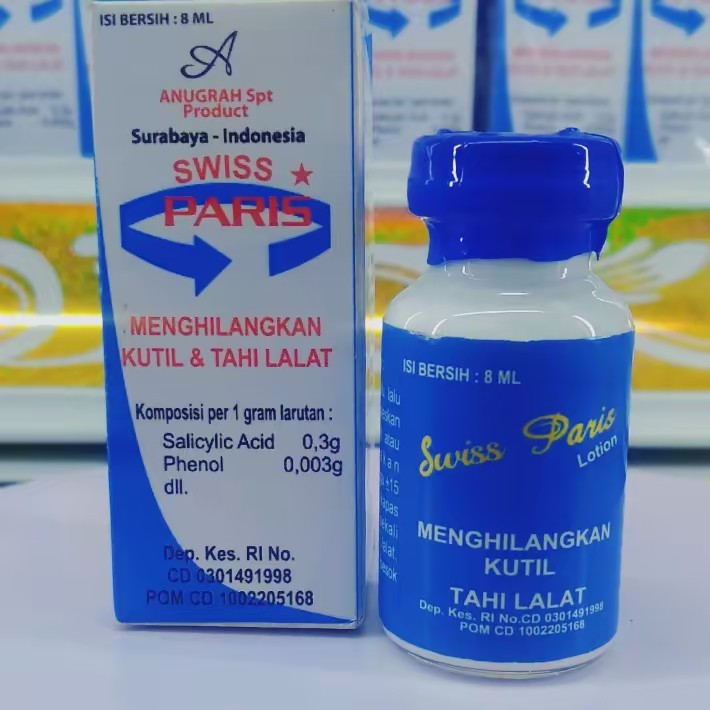 ISI BERSIH : 8 ML
A
ANUGRAH Spt
Product
Surabaya - Indonesia
SWISS
PARIS
MENGHILANGKAN
KUTIL & TAHI LALAT
Komposisi per 1 gram larutan :
Salicylic Acid 0,3g
Phenol 0,003g
dll.
Dep. Kes. RI No.
CD 0301491998
POM CD 1002205168
ISI BERSIH : 8 ML
Swiss Paris
Lotion
MENGHILANGKAN
KUTIL
TAHI LALAT
Dep. Kes. RI No.CD 0301491998
POM CD 1002205168
lalu
atau
±15